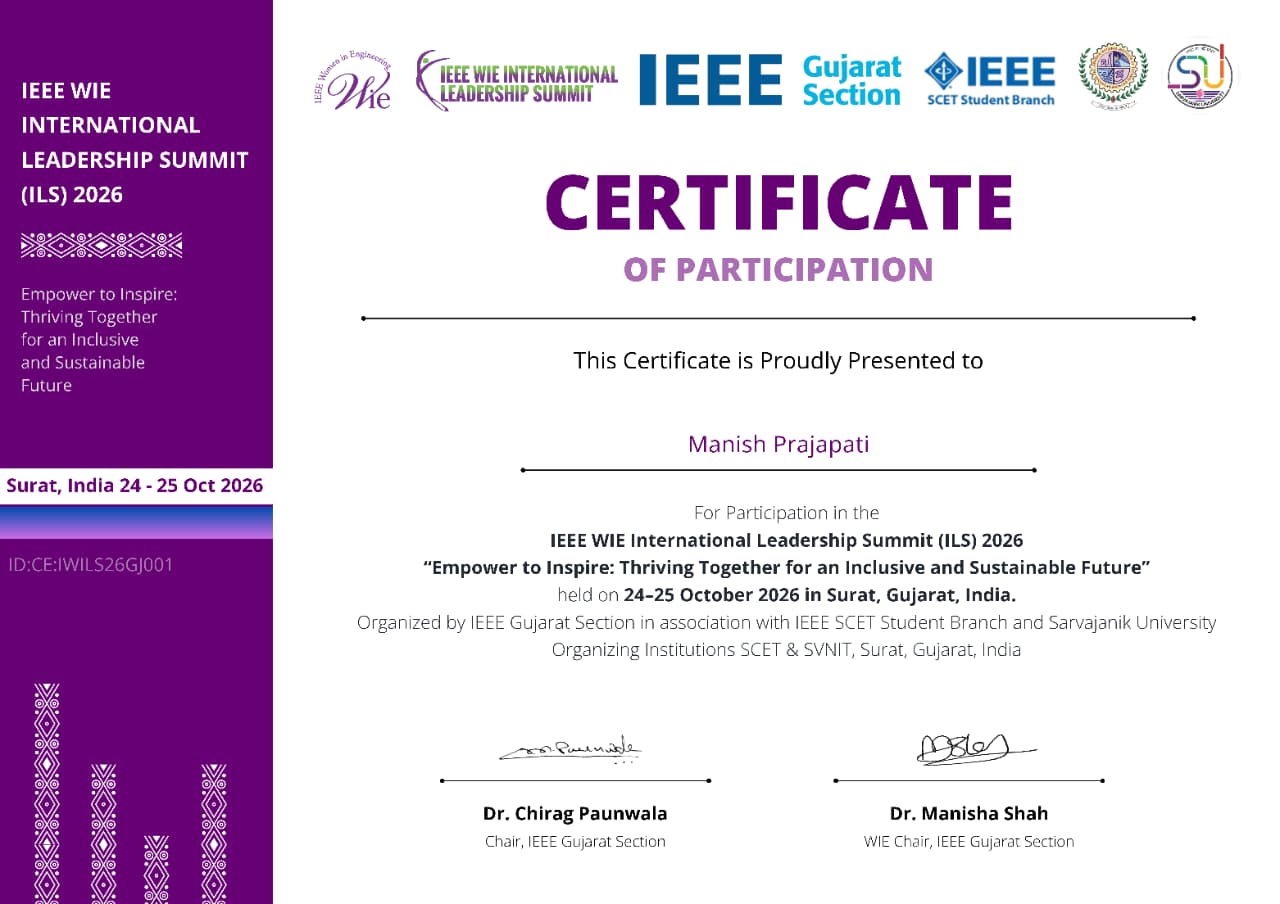 IEEE WIE
INTERNATIONAL
LEADERSHIP SUMMIT
(ILS) 2026
Empower to Inspire:
Thriving Together
for an Inclusive
and Sustainable
Future
Surat, India 24 - 25 Oct 2026
ID:CE:IWILS26GJ001
IEEE Women in Engineering
Wie
IEEE WIE INTERNATIONAL
LEADERSHIP SUMMIT
IEEE
Gujarat
Section
IEEE
SCET Student Branch
SU
CERTIFICATE
OF PARTICIPATION
This Certificate is Proudly Presented to
Manish Prajapati
For Participation in the
IEEE WIE International Leadership Summit (ILS) 2026
“Empower to Inspire: Thriving Together for an Inclusive and Sustainable Future”
held on 24–25 October 2026 in Surat, Gujarat, India.
Organized by IEEE Gujarat Section in association with IEEE SCET Student Branch and Sarvajanik University
Organizing Institutions SCET & SVNIT, Surat, Gujarat, India
Dr. Chirag Paunwala
Chair, IEEE Gujarat Section
Dr. Manisha Shah
WIE Chair, IEEE Gujarat Section